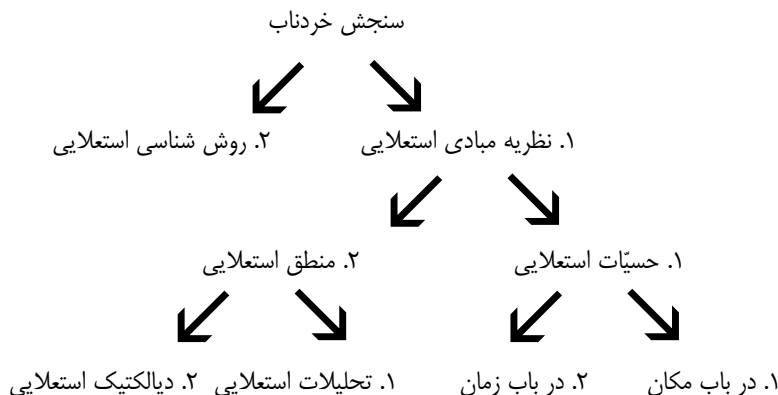 سنجش خردناب
۱. نظریه مبادی استعلایی ۲. روش شناسی استعلایی
۱. حسیّات استعلایی ۲. منطق استعلایی
۱. در باب مکان ۲. در باب زمان ۱. تحلیلات استعلایی ۲. دیالکتیک استعلایی